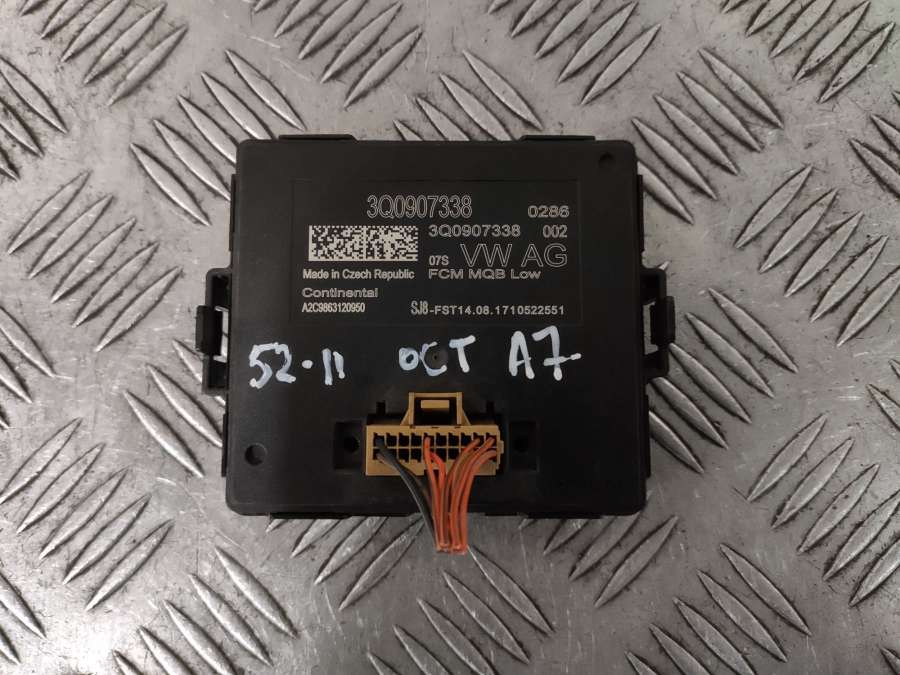 3Q0907338 0286
3Q0907338 002
07S VW AG
Made in Czech Republic FCM MQB Low
Continental
A2C9863120950 SJ8-FST14.08.1710522551
52-11 OCT A7